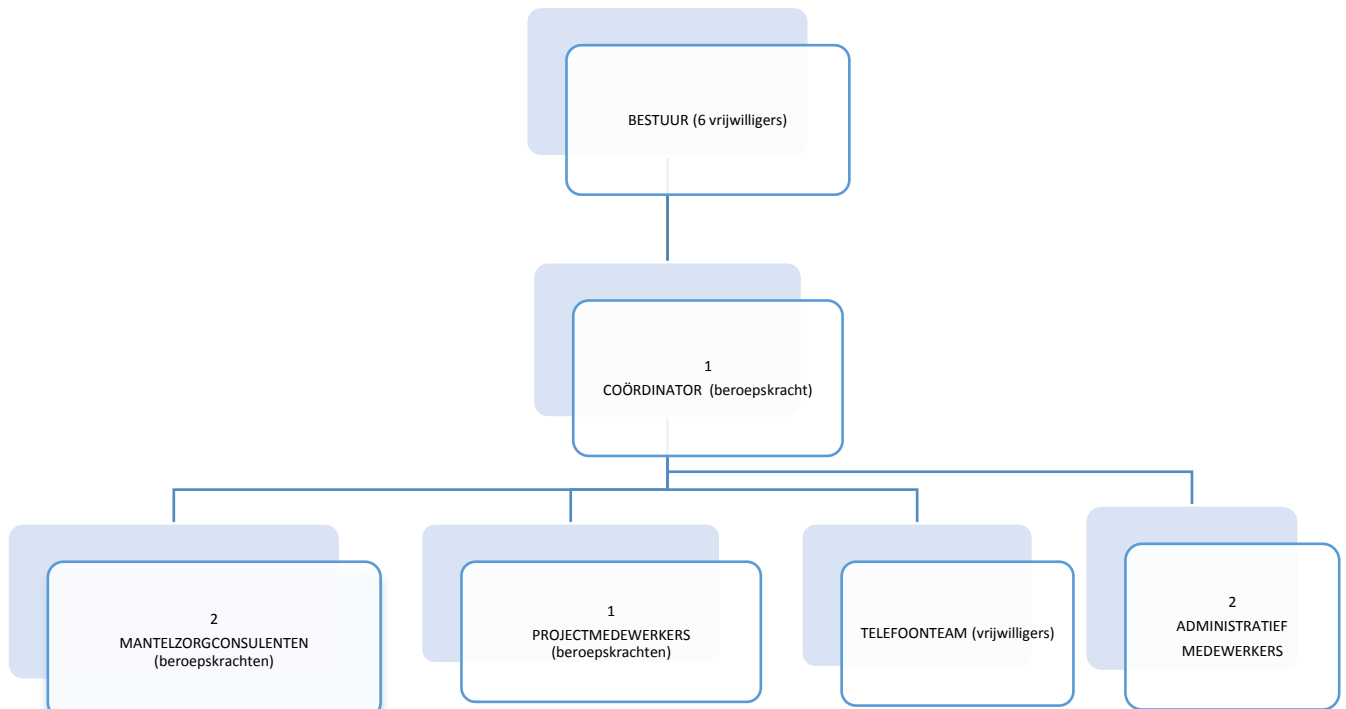 BESTUUR (6 vrijwilligers)
1
COÖRDINATOR (beroepskracht)
2
MANTELZORGCONSULENTEN
(beroepskrachten)
1
PROJECTMEDEWERKERS
(beroepskrachten)
TELEFOONTEAM (vrijwilligers)
2
ADMINISTRATIEF
MEDEWERKERS